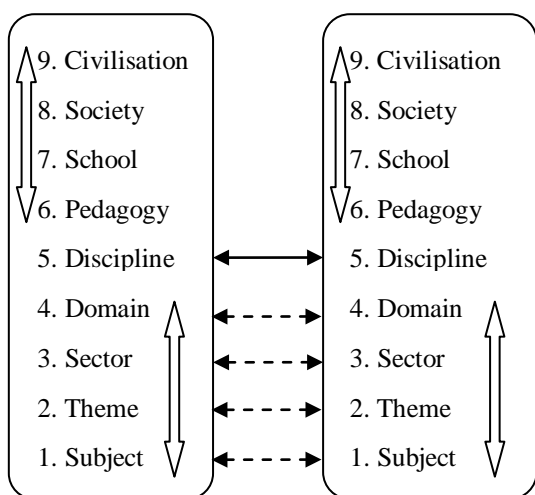 9. Civilisation
8. Society
7. School
6. Pedagogy
5. Discipline
4. Domain
3. Sector
2. Theme
1. Subject
9. Civilisation
8. Society
7. School
6. Pedagogy
5. Discipline
4. Domain
3. Sector
2. Theme
1. Subject